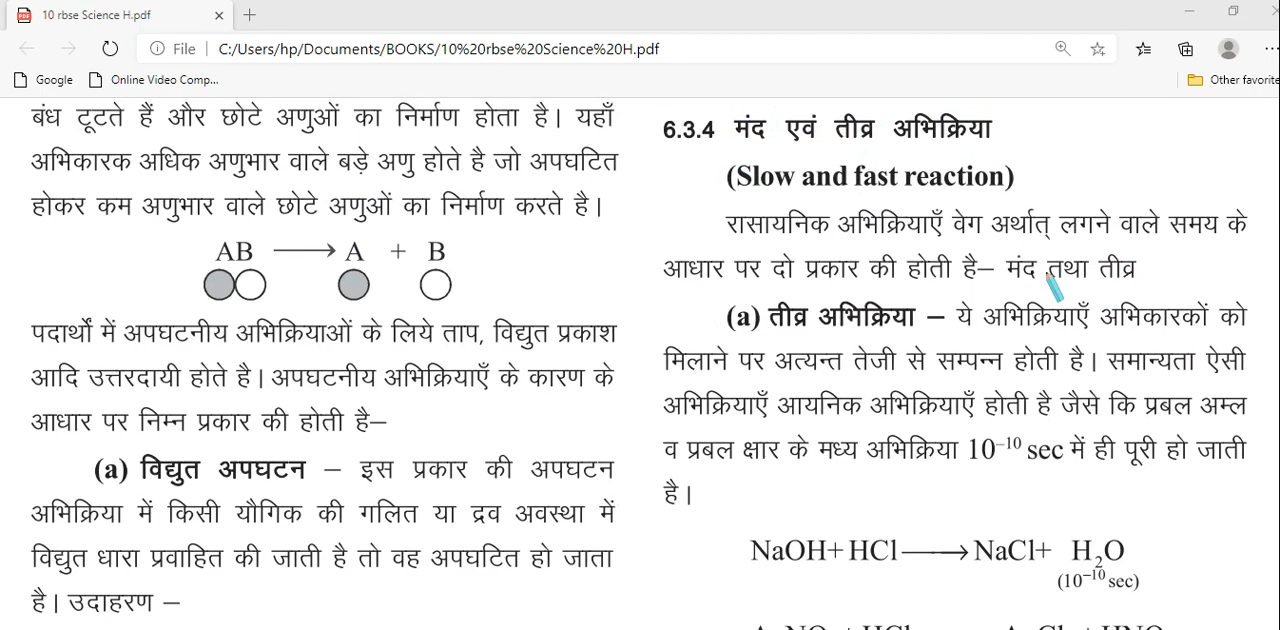 10 rbse Science H.pdf
File | C:/Users/hp/Documents/BOOKS/10%20rbse%20Science%20H.pdf
Google Online Video Comp... Other favorite
बंध टूटते हैं और छोटे अणुओं का निर्माण होता है। यहाँ
अभिकारक अधिक अणुभार वाले बड़े अणु होते है जो अपघटित
होकर कम अणुभार वाले छोटे अणुओं का निर्माण करते है।
AB ⟶ A + B
पदार्थों में अपघटनीय अभिक्रियाओं के लिये ताप, विद्युत प्रकाश
आदि उत्तरदायी होते है। अपघटनीय अभिक्रियाएँ के कारण के
आधार पर निम्न प्रकार की होती है–
(a) विद्युत अपघटन – इस प्रकार की अपघटन
अभिक्रिया में किसी यौगिक की गलित या द्रव अवस्था में
विद्युत धारा प्रवाहित की जाती है तो वह अपघटित हो जाता
है। उदाहरण –
6.3.4 मंद एवं तीव्र अभिक्रिया
(Slow and fast reaction)
रासायनिक अभिक्रियाएँ वेग अर्थात् लगने वाले समय के
आधार पर दो प्रकार की होती है– मंद तथा तीव्र
(a) तीव्र अभिक्रिया – ये अभिक्रियाएँ अभिकारकों को
मिलाने पर अत्यन्त तेजी से सम्पन्न होती है। समान्यता ऐसी
अभिक्रियाएँ आयनिक अभिक्रियाएँ होती है जैसे कि प्रबल अम्ल
व प्रबल क्षार के मध्य अभिक्रिया 10⁻¹⁰ sec में ही पूरी हो जाती
है।
NaOH+ HCl ⟶ NaCl+ H₂O
(10⁻¹⁰ sec)